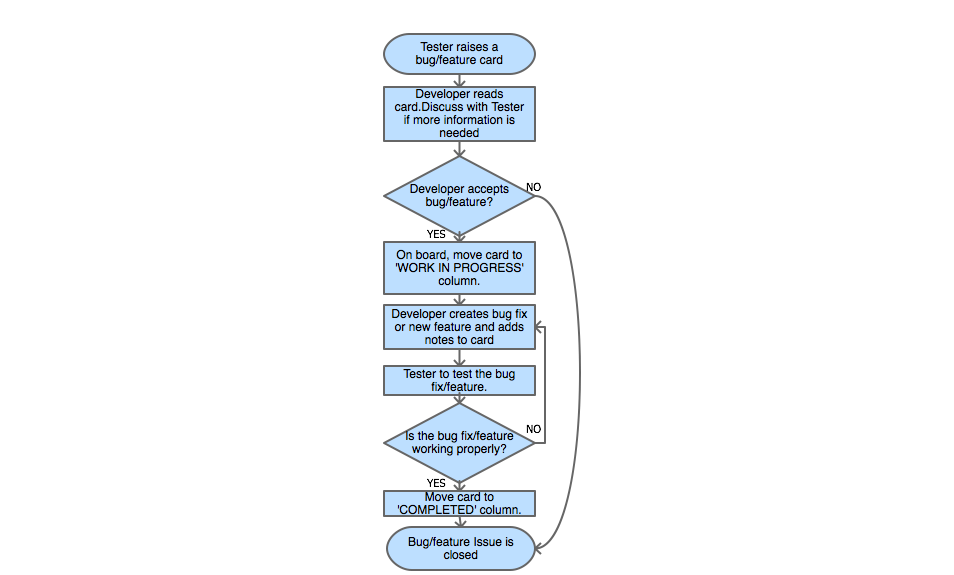 Tester raises a
bug/feature card
Developer reads
card.Discuss with Tester
if more information is
needed
Developer accepts
bug/feature?
NO
YES
On board, move card to
'WORK IN PROGRESS'
column.
Developer creates bug fix
or new feature and adds
notes to card
Tester to test the bug
fix/feature.
Is the bug fix/feature
working properly?
NO
YES
Move card to
'COMPLETED' column.
Bug/feature Issue is
closed